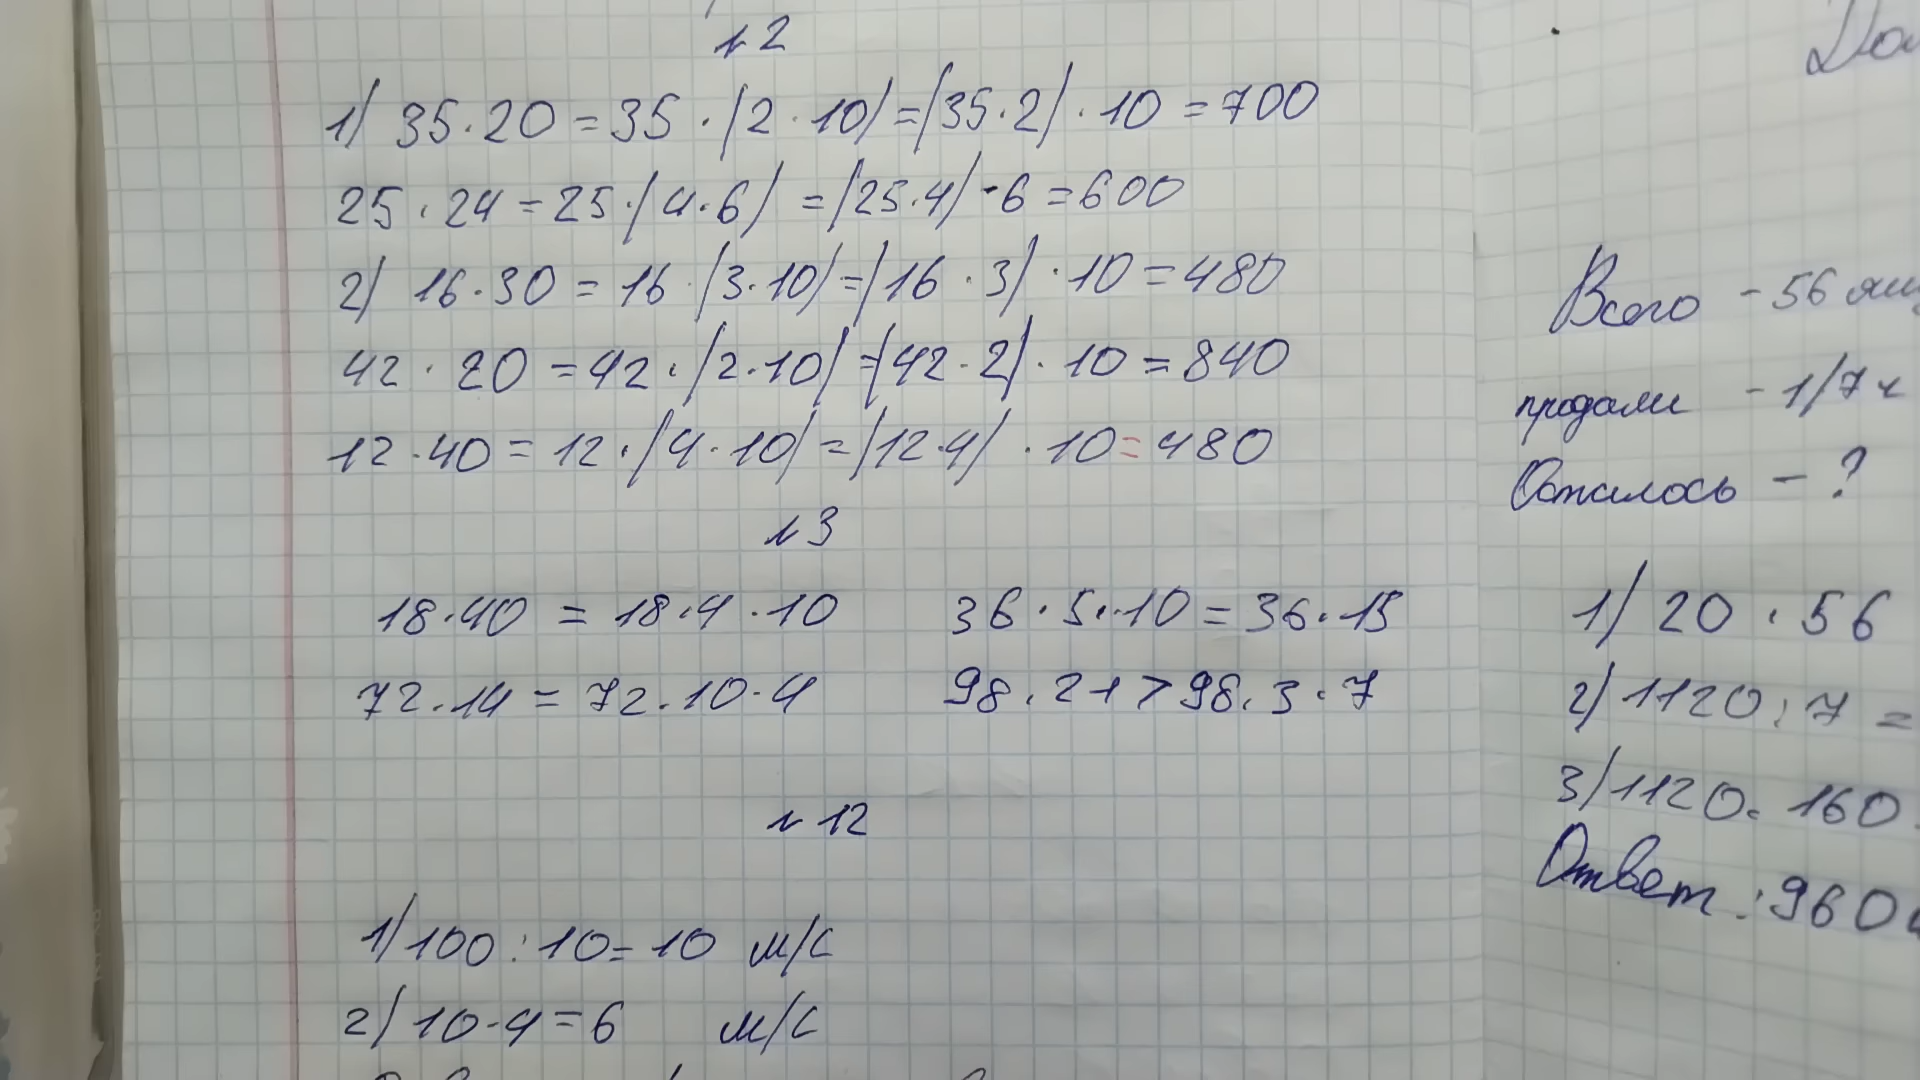 №2
1) 35·20=35·(2·10)=(35·2)·10=700
25·24=25·(4·6)=(25·4)·6=600
2) 16·30=16·(3·10)=(16·3)·10=480
42·20=42·(2·10)=(42·2)·10=840
12·40=12·(4·10)=(12·4)·10=480
№3
18·40=18·4·10 36·5·10=36·15
72·14=72·10·4 98·21>98·3·7
№12
1) 100:10=10 м/с
2) 10-4=6 м/с
Всего - 56 ящ
продали - 1/7 ч
Осталось - ?
1) 20·56
2) 1120:7=
3) 1120-160
Ответ: 960